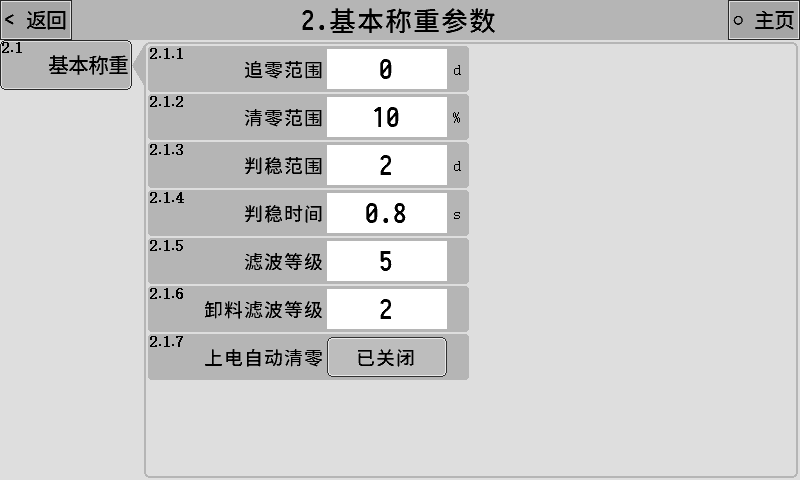 < 返回
2.基本称重参数
○ 主页
2.1
基本称重
2.1.1
追零范围 0 d
2.1.2
清零范围 10 %
2.1.3
判稳范围 2 d
2.1.4
判稳时间 0.8 s
2.1.5
滤波等级 5
2.1.6
卸料滤波等级 2
2.1.7
上电自动清零 已关闭